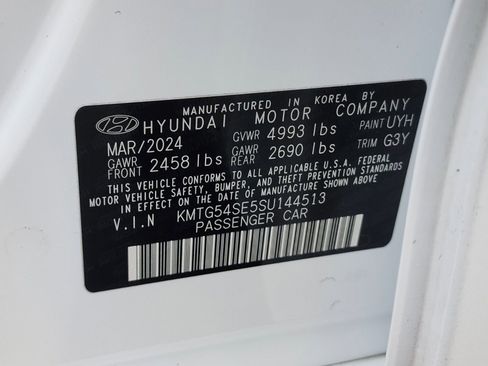 MANUFACTURED IN KOREA BY
HYUNDAI MOTOR COMPANY
MAR/2024 GVWR 4993 lbs PAINT UYH
GAWR FRONT 2458 lbs GAWR REAR 2690 lbs TRIM G3Y
THIS VEHICLE CONFORMS TO ALL APPLICABLE U.S.A. FEDERAL
MOTOR VEHICLE SAFETY, BUMPER, AND THEFT PREVENTION STANDARDS
IN EFFECT ON THE DATE OF MANUFACTURE SHOWN ABOVE.
V.I.N KMTG54SE5SU144513
PASSENGER CAR